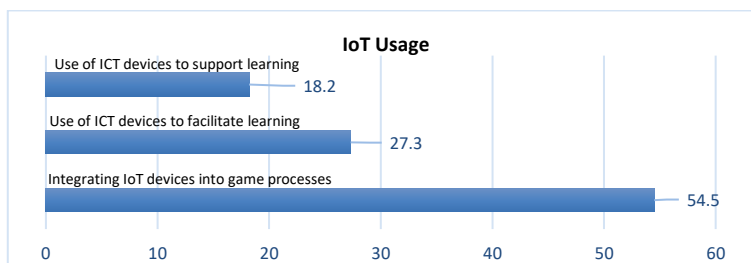 IoT Usage
Use of ICT devices to support learning
18.2
Use of ICT devices to facilitate learning
27.3
Integrating IoT devices into game processes
54.5
0 10 20 30 40 50 60